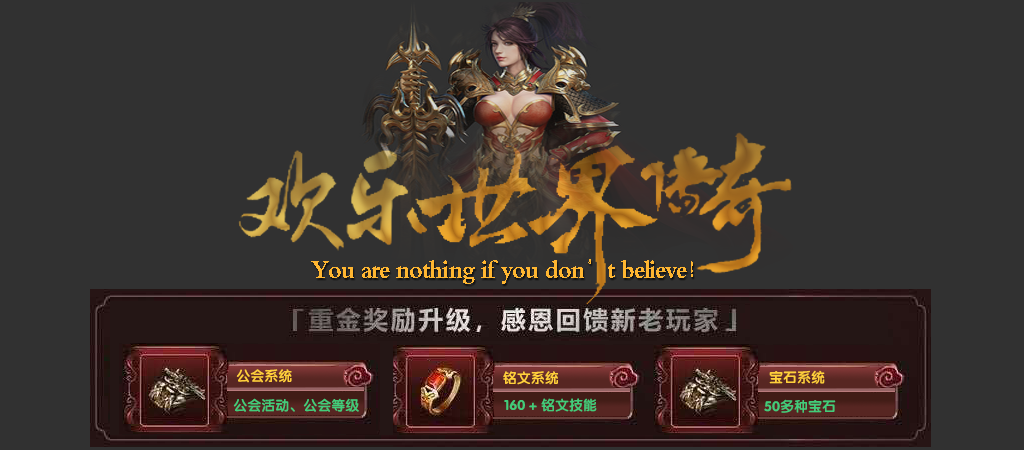 欢乐世界传奇
You are nothing if you don't believe!
「重金奖励升级，感恩回馈新老玩家」
公会系统
公会活动、公会等级
铭文系统
160 + 铭文技能
宝石系统
50多种宝石